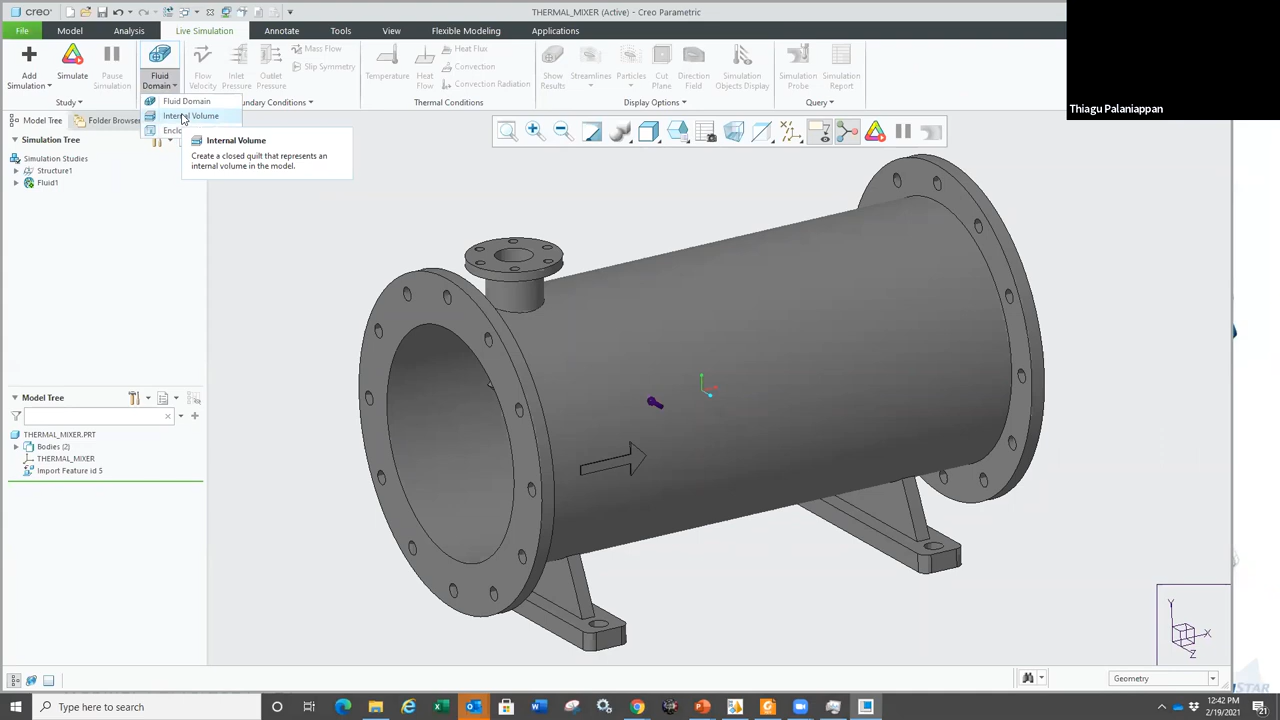 creo
THERMAL_MIXER (Active) - Creo Parametric
File
Model
Analysis
Live Simulation
Annotate
Tools
View
Flexible Modeling
Applications
Add Simulation
Simulate
Pause Simulation
Study
Fluid Domain
Flow Velocity
Inlet Pressure
Outlet Pressure
Mass Flow
Slip Symmetry
oundary Conditions
Temperature
Heat Flow
Heat Flux
Convection
Convection Radiation
Thermal Conditions
Show Results
Streamlines
Particles
Cut Plane
Direction Field
Simulation Objects Display
Display Options
Simulation Probe
Simulation Report
Query
Thiagu Palaniappan
Fluid Domain
Internal Volume
Enclo
Internal Volume
Create a closed quilt that represents an
internal volume in the model.
Model Tree
Folder Browser
Simulation Tree
Simulation Studies
Structure1
Fluid1
Model Tree
THERMAL_MIXER.PRT
Bodies (2)
THERMAL_MIXER
Import Feature id 5
Y
X
Z
Geometry
STAR
Type here to search
12:42 PM
2/19/2021
21